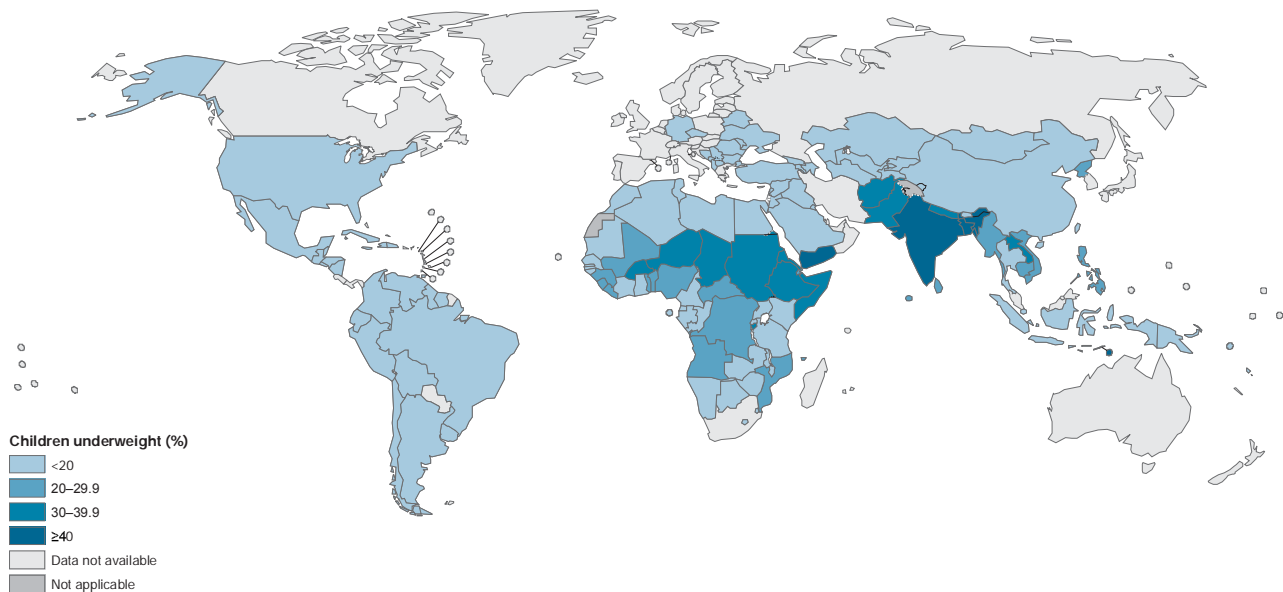 Children underweight (%)
<20
20–29.9
30–39.9
≥40
Data not available
Not applicable